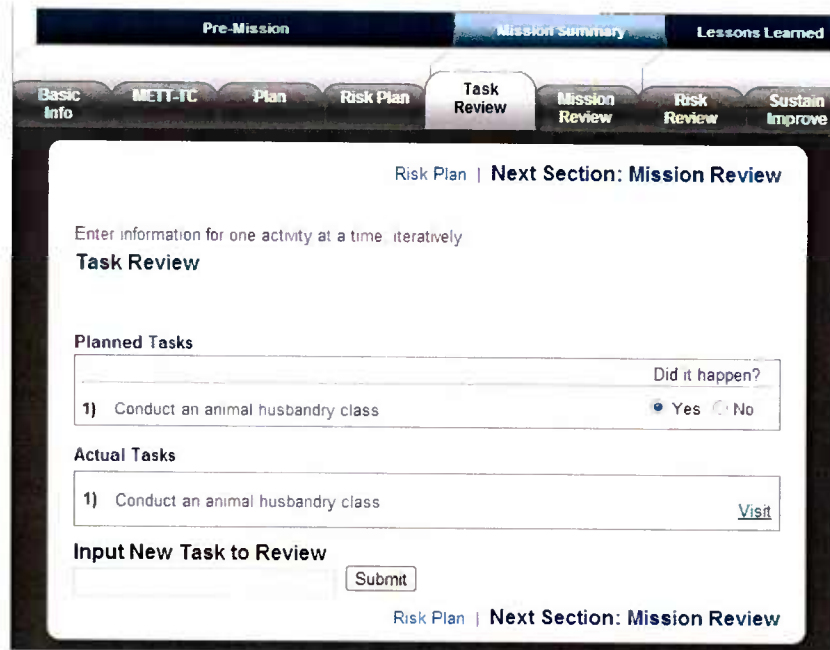 Pre-Mission Mission Summary Lessons Learned
Basic Info METT-TC Plan Risk Plan Task Review Mission Review Risk Review Sustain Improve
Risk Plan | Next Section: Mission Review
Enter information for one activity at a time, iteratively
Task Review
Planned Tasks
Did it happen?
1) Conduct an animal husbandry class Yes No
Actual Tasks
1) Conduct an animal husbandry class Visit
Input New Task to Review
Submit
Risk Plan | Next Section: Mission Review